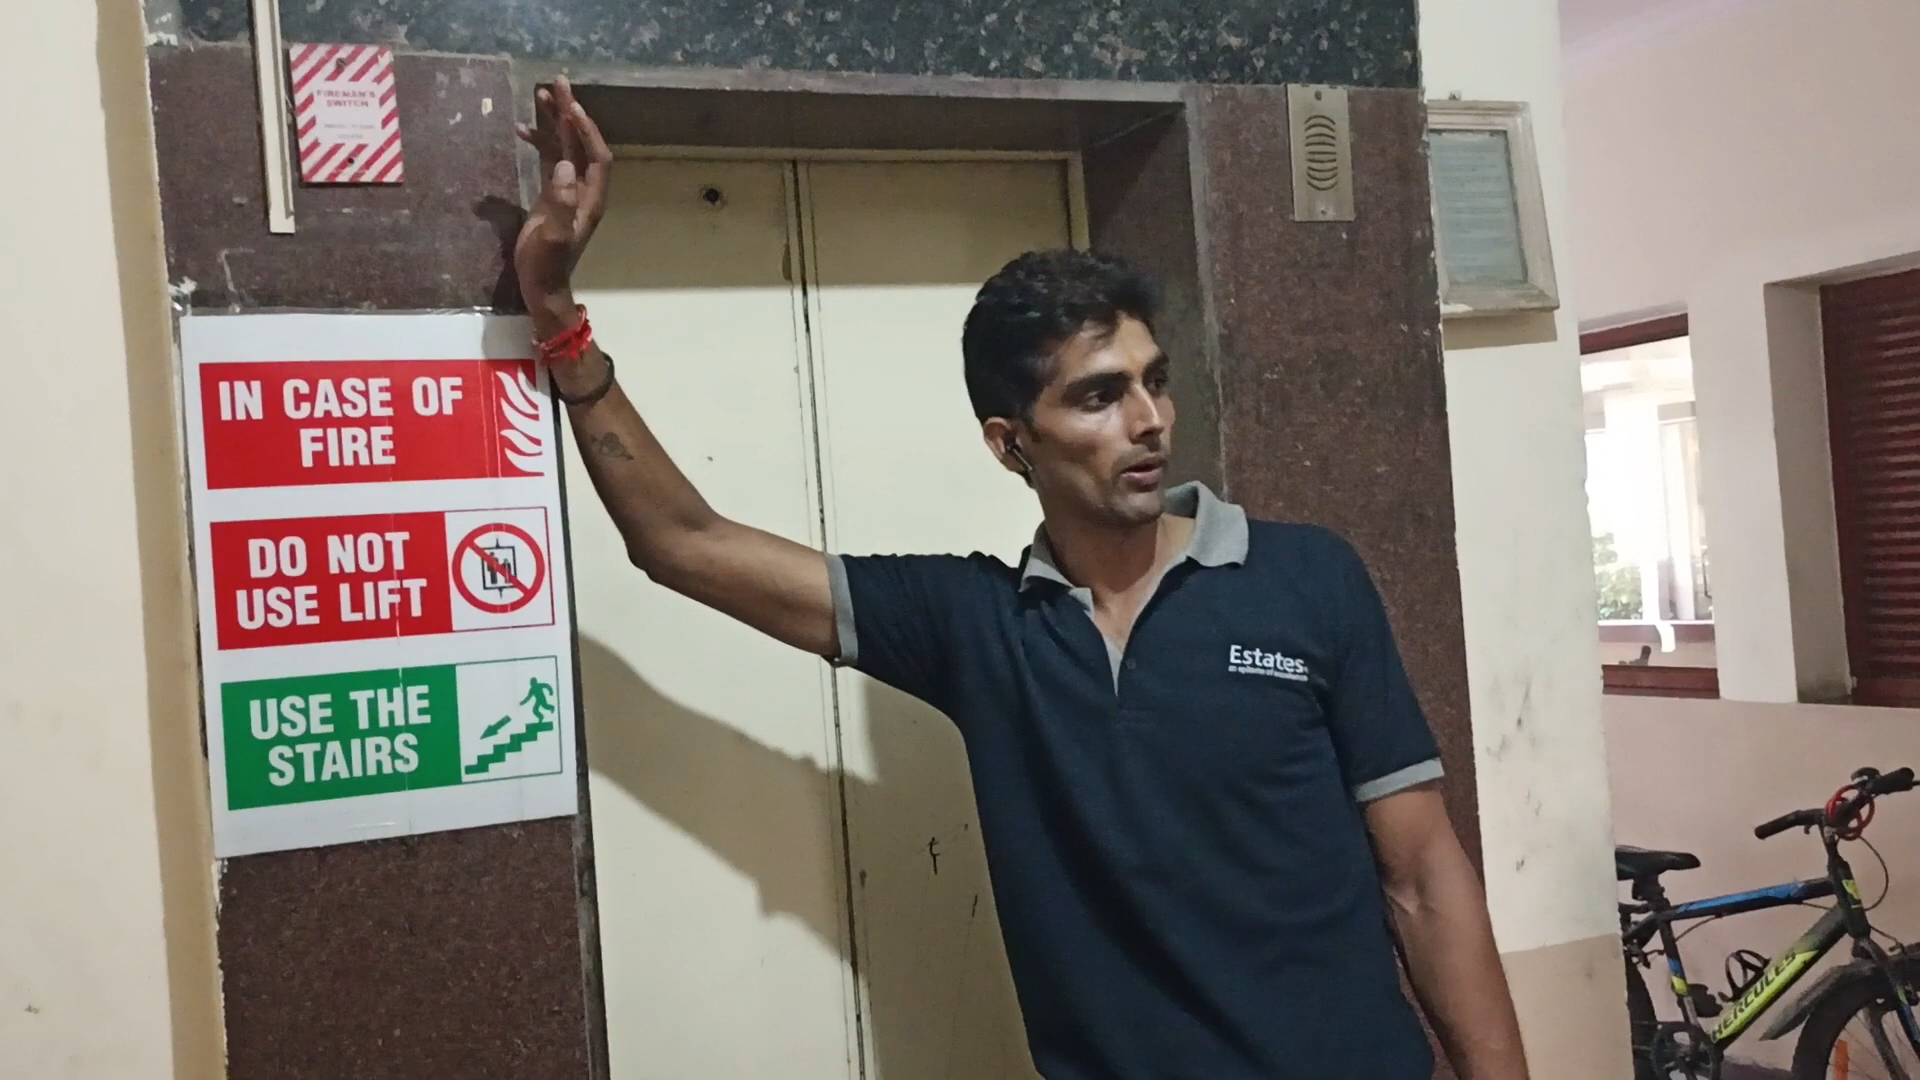 FIREMAN'S
SWITCH
IN CASE OF
FIRE
DO NOT
USE LIFT
USE THE
STAIRS
Estates
HERCULES